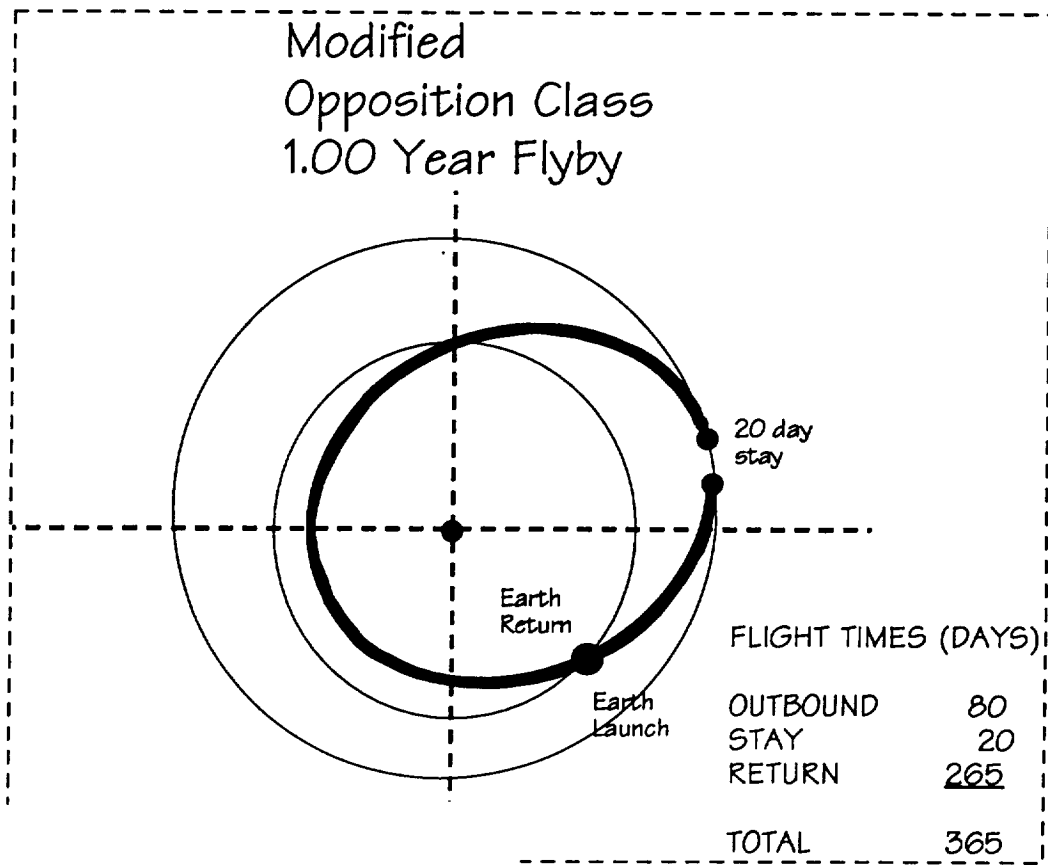 Modified
Opposition Class
1.00 Year Flyby
20 day
stay
Earth
Return
Earth
Launch
FLIGHT TIMES (DAYS)
OUTBOUND 80
STAY 20
RETURN 265
TOTAL 365